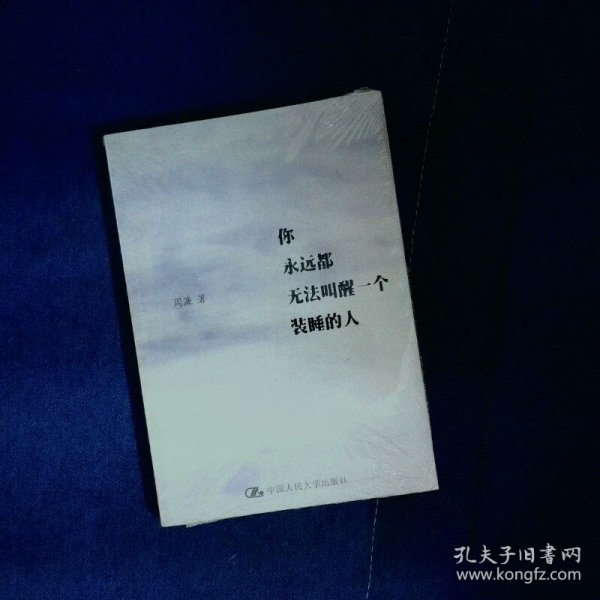 你
永远都
无法叫醒一个
装睡的人
周濂 著
中国人民大学出版社
孔夫子旧书网
www.kongfz.com